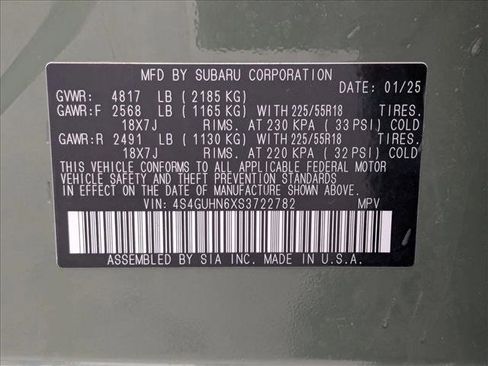 MFD BY SUBARU CORPORATION
DATE: 01/25
GVWR: 4817 LB ( 2185 KG)
GAWR:F 2568 LB ( 1165 KG) WITH 225/55R18 TIRES.
18X7J RIMS. AT 230 KPA ( 33 PSI) COLD
GAWR:R 2491 LB ( 1130 KG) WITH 225/55R18 TIRES.
18X7J RIMS. AT 220 KPA ( 32 PSI) COLD
THIS VEHICLE CONFORMS TO ALL APPLICABLE FEDERAL MOTOR
VEHICLE SAFETY AND THEFT PREVENTION STANDARDS
IN EFFECT ON THE DATE OF MANUFACTURE SHOWN ABOVE.
VIN: 4S4GUHN6XS3722782 MPV
ASSEMBLED BY SIA INC. MADE IN U.S.A.